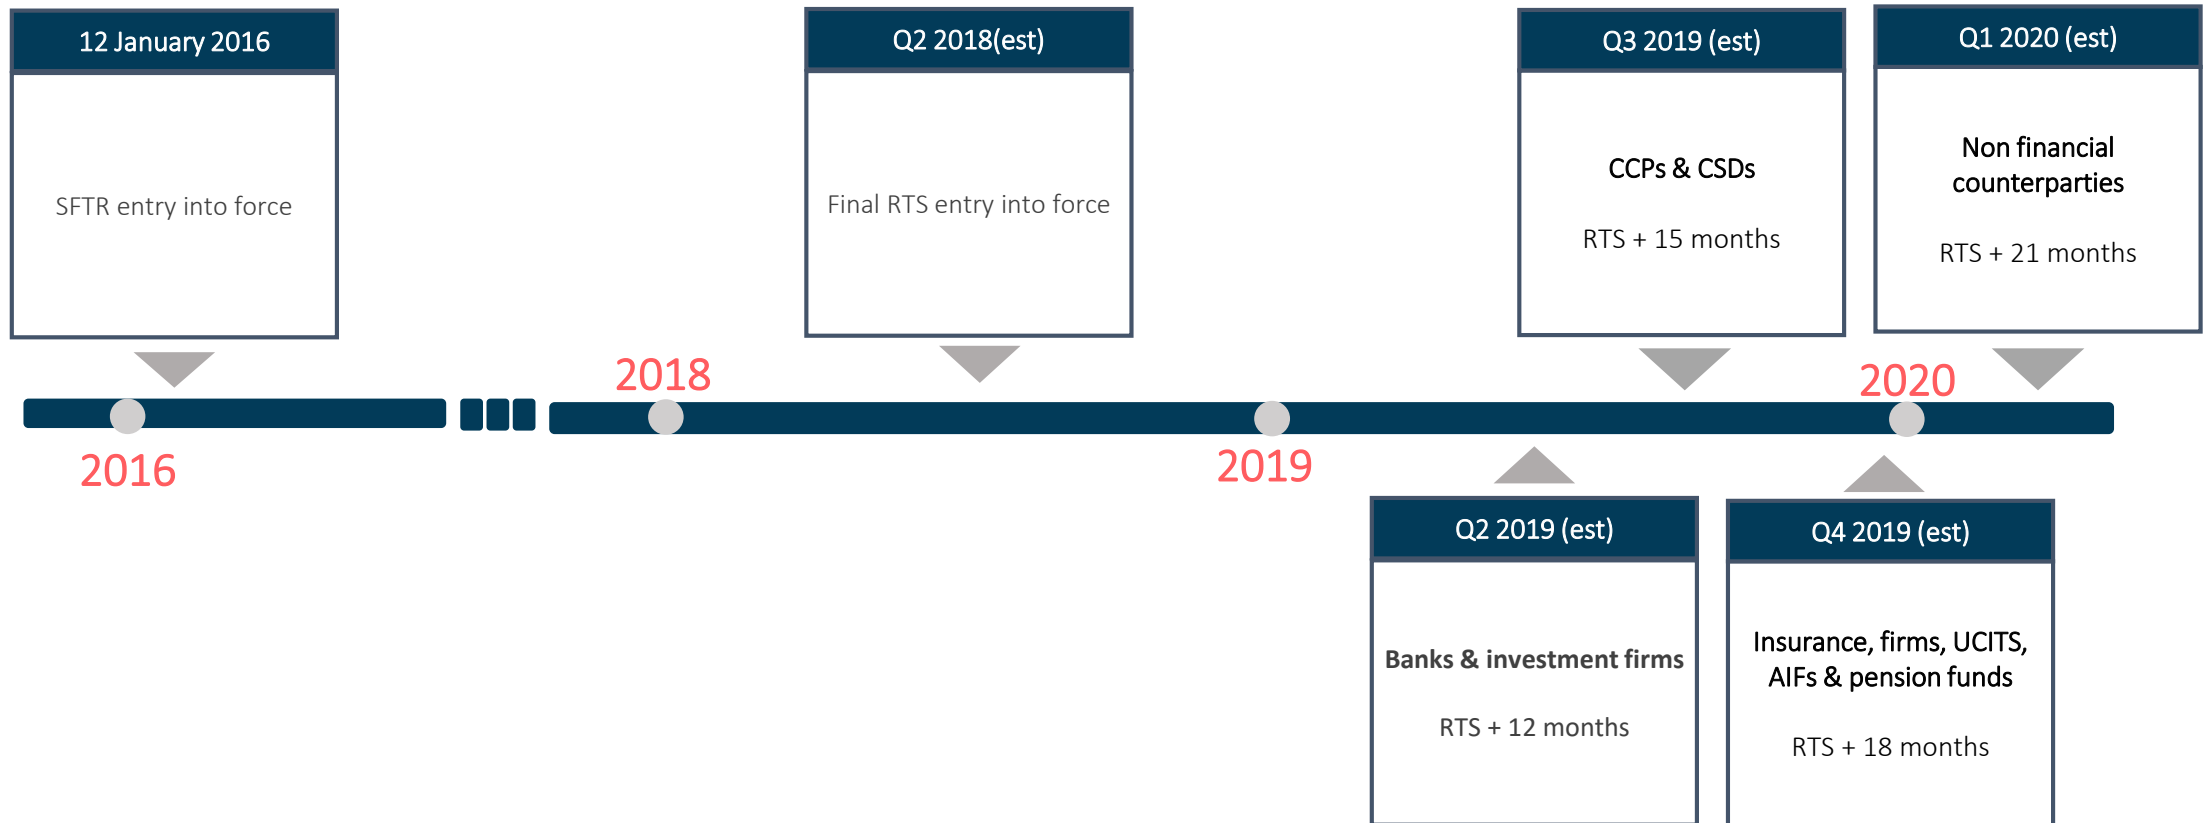 12 January 2016
SFTR entry into force
Q2 2018(est)
Final RTS entry into force
Q3 2019 (est)
CCPs & CSDs
RTS + 15 months
Q1 2020 (est)
Non financial
counterparties
RTS + 21 months
2016
2018
2019
2020
Q2 2019 (est)
Banks & investment firms
RTS + 12 months
Q4 2019 (est)
Insurance, firms, UCITS,
AIFs & pension funds
RTS + 18 months